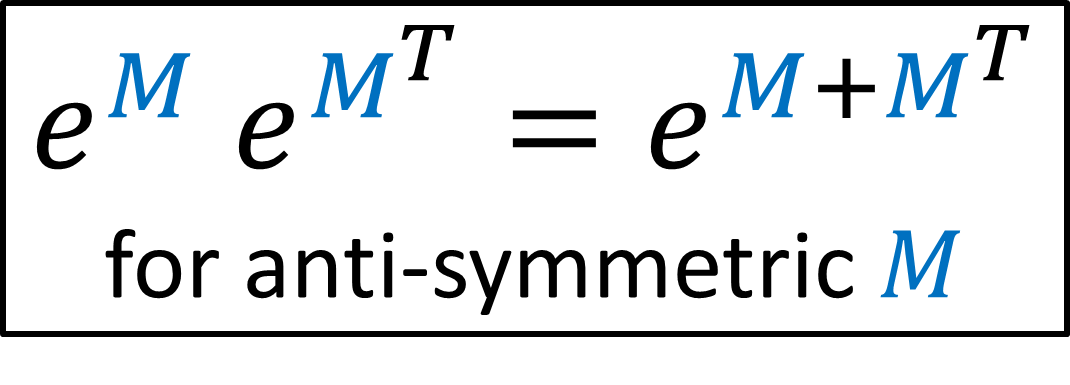 e^M e^{M^T} = e^{M+M^T}
for anti-symmetric M